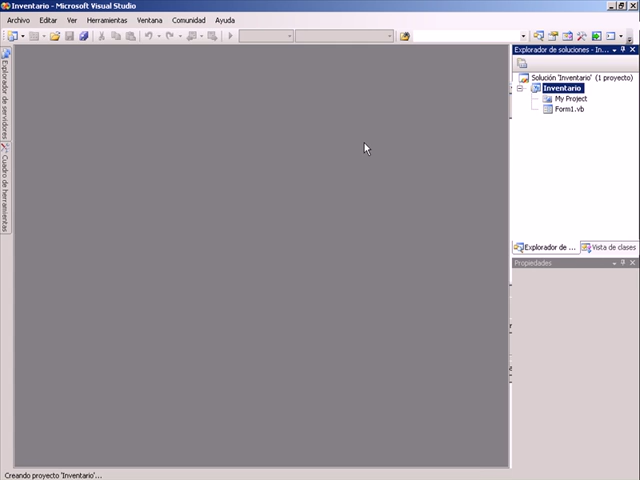 Inventario - Microsoft Visual Studio
Archivo Editar Ver Herramientas Ventana Comunidad Ayuda
Explorador de servidores
Cuadro de herramientas
Explorador de soluciones - In...
Solución 'Inventario' (1 proyecto)
Inventario
My Project
Form1.vb
Explorador de ... Vista de clases
Propiedades
Creando proyecto 'Inventario'...